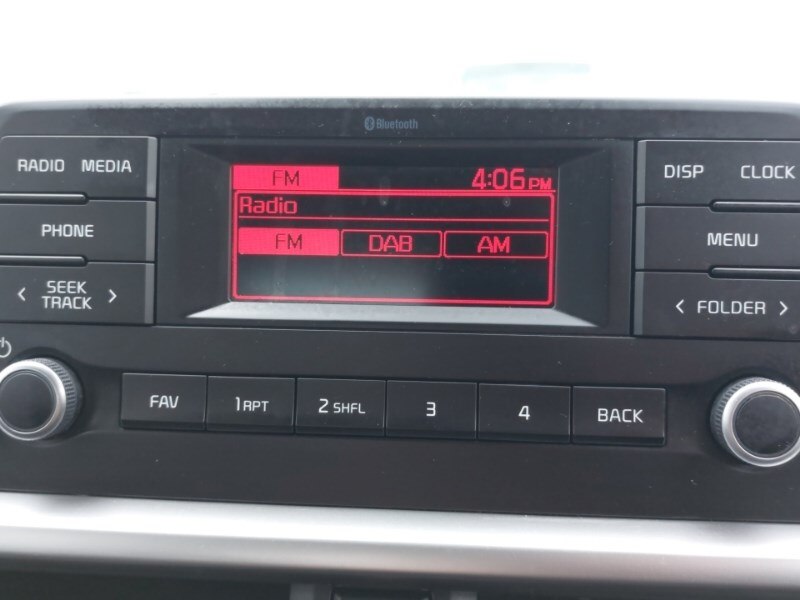 Bluetooth
RADIO MEDIA
PHONE
< SEEK TRACK >
FM 4:06 PM
Radio
FM DAB AM
DISP CLOCK
MENU
< FOLDER >
FAV 1 RPT 2 SHFL 3 4 BACK